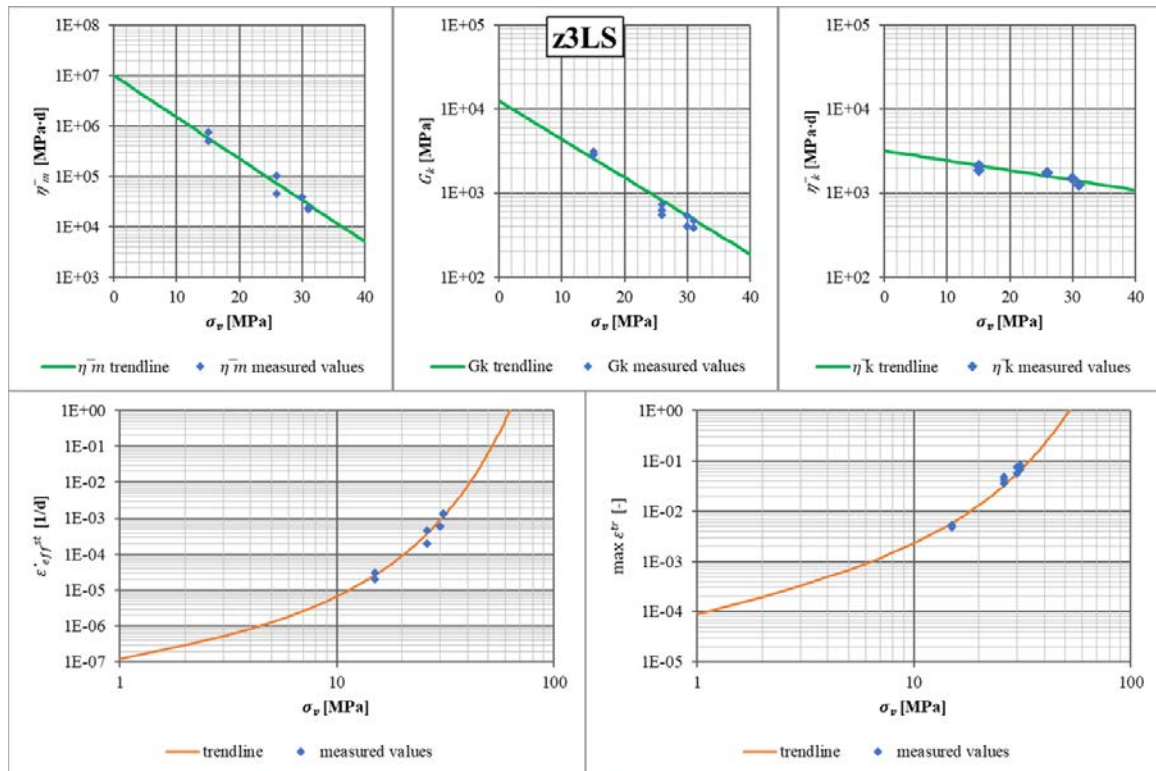 z3LS
1E+08
1E+07
1E+06
1E+05
1E+04
1E+03
η¯m [MPa·d]
0 10 20 30 40
σv [MPa]
η¯m trendline η¯m measured values
1E+05
1E+04
1E+03
1E+02
Gk [MPa]
0 10 20 30 40
σv [MPa]
Gk trendline Gk measured values
1E+05
1E+04
1E+03
1E+02
η¯k [MPa·d]
0 10 20 30 40
σv [MPa]
η¯k trendline η¯k measured values
1E+00
1E-01
1E-02
1E-03
1E-04
1E-05
1E-06
1E-07
ε˙eff^st [1/d]
1 10 100
σv [MPa]
trendline measured values
1E+00
1E-01
1E-02
1E-03
1E-04
1E-05
max ε^tr [-]
1 10 100
σv [MPa]
trendline measured values